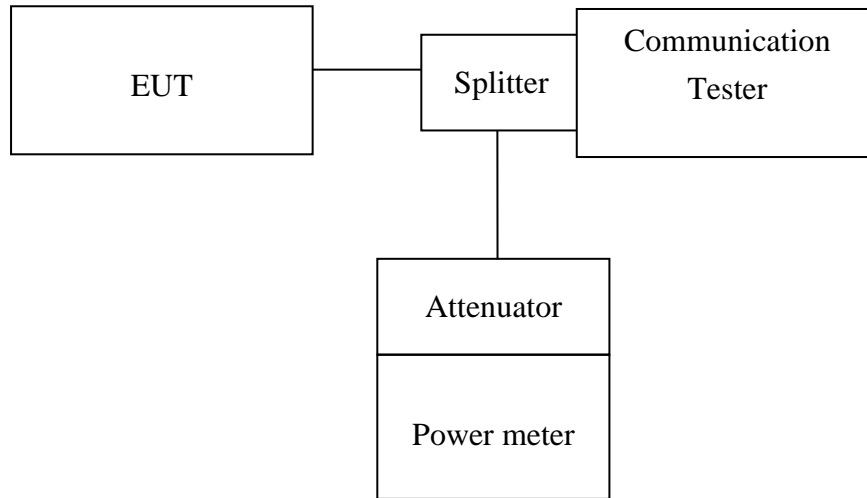 EUT
Splitter
Communication
Tester
Attenuator
Power meter